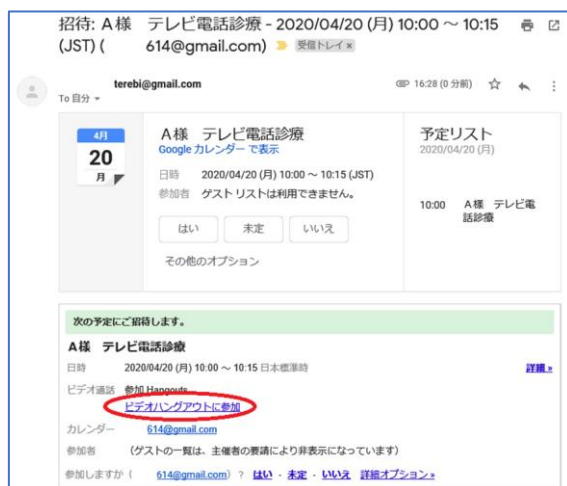 招待: A様 テレビ電話診療 - 2020/04/20 (月) 10:00 ～ 10:15
(JST) ( 614@gmail.com) 受信トレイ ×
terebi@gmail.com 16:28 (0 分前)
To 自分
4月
20
月
A様 テレビ電話診療
Google カレンダー で表示
日時 2020/04/20 (月) 10:00 ～ 10:15 (JST)
参加者 ゲスト リストは利用できません。
はい 未定 いいえ
その他のオプション
予定リスト
2020/04/20 (月)
10:00 A様 テレビ電
話診療
次の予定にご招待します。
A様 テレビ電話診療
日時 2020/04/20 (月) 10:00 ～ 10:15 日本標準時 詳細 »
ビデオ通話 参加 Hangouts
ビデオハングアウトに参加
カレンダー 614@gmail.com
参加者 (ゲストの一覧は、主催者の要請により非表示になっています)
参加しますか ( 614@gmail.com) ? はい - 未定 - いいえ 詳細オプション »